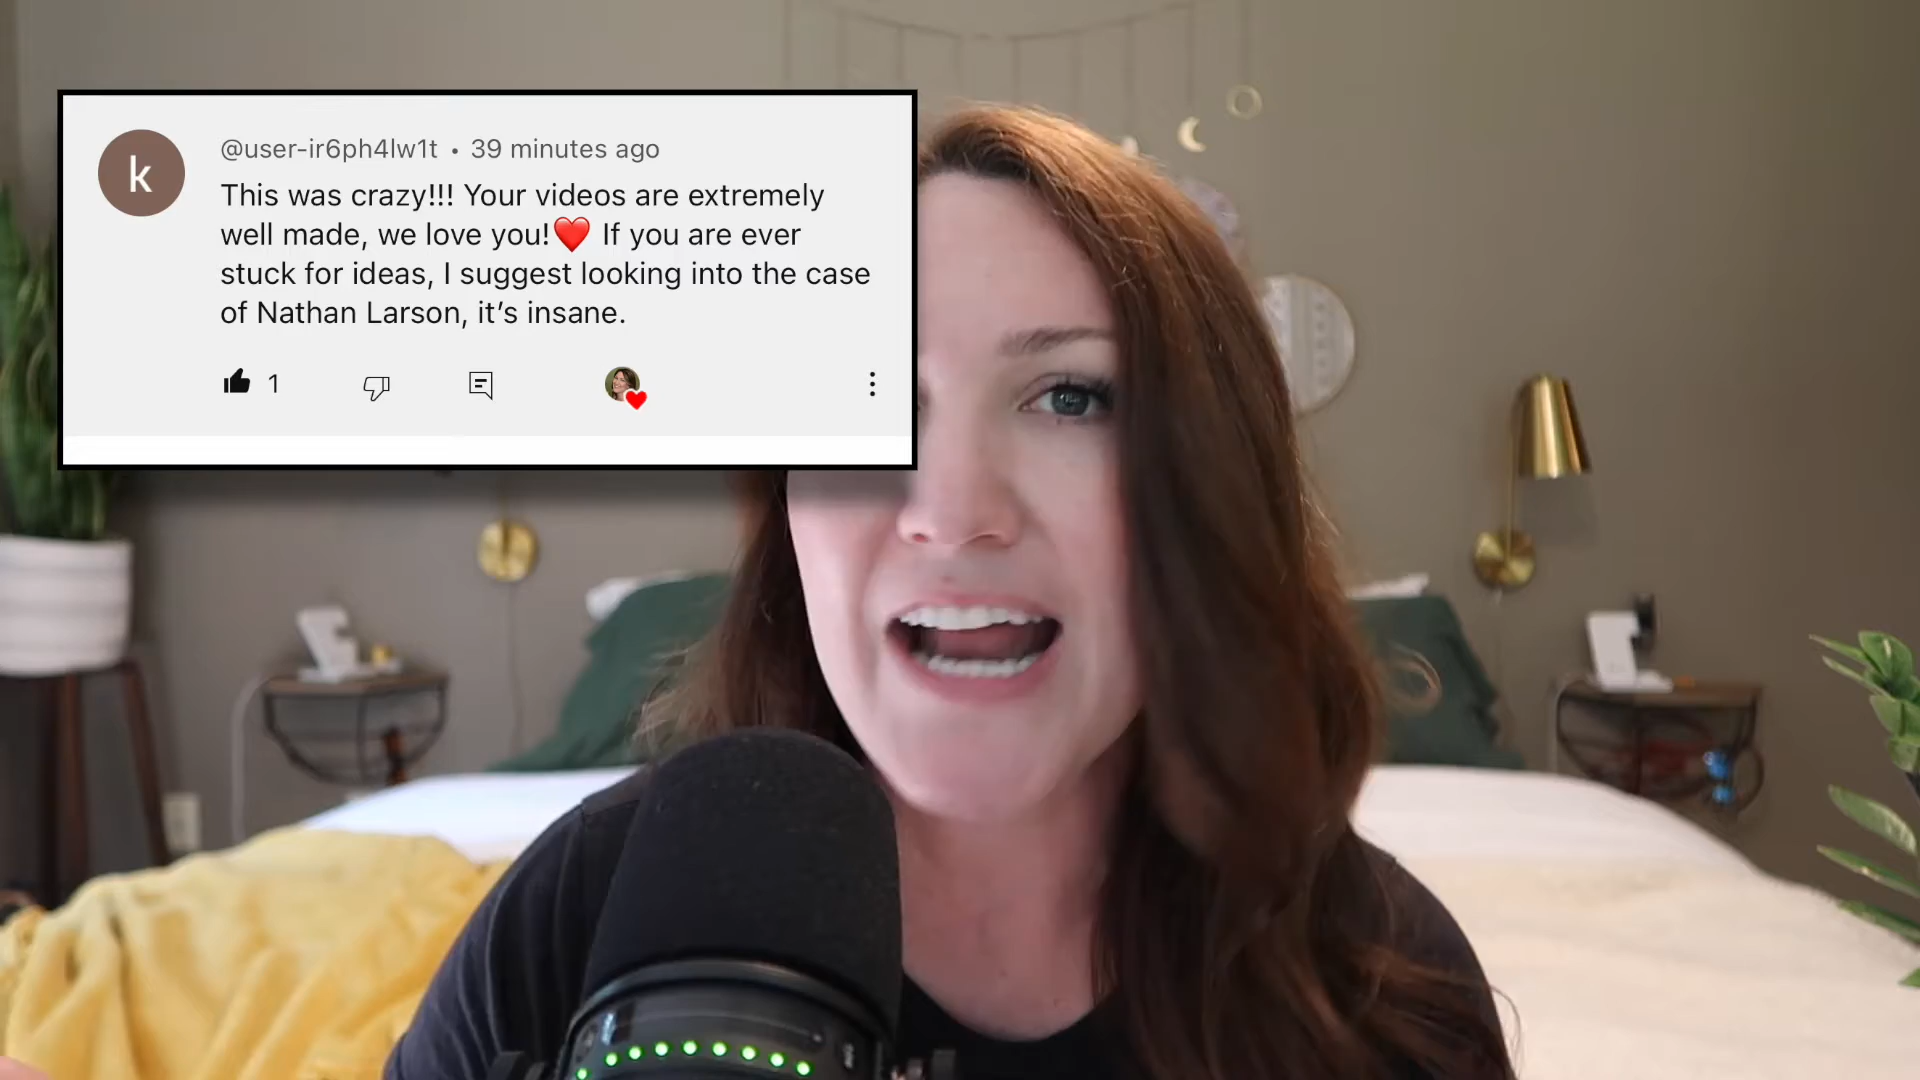 k
@user-ir6ph4lw1t • 39 minutes ago
This was crazy!!! Your videos are extremely
well made, we love you!❤️ If you are ever
stuck for ideas, I suggest looking into the case
of Nathan Larson, it’s insane.
1